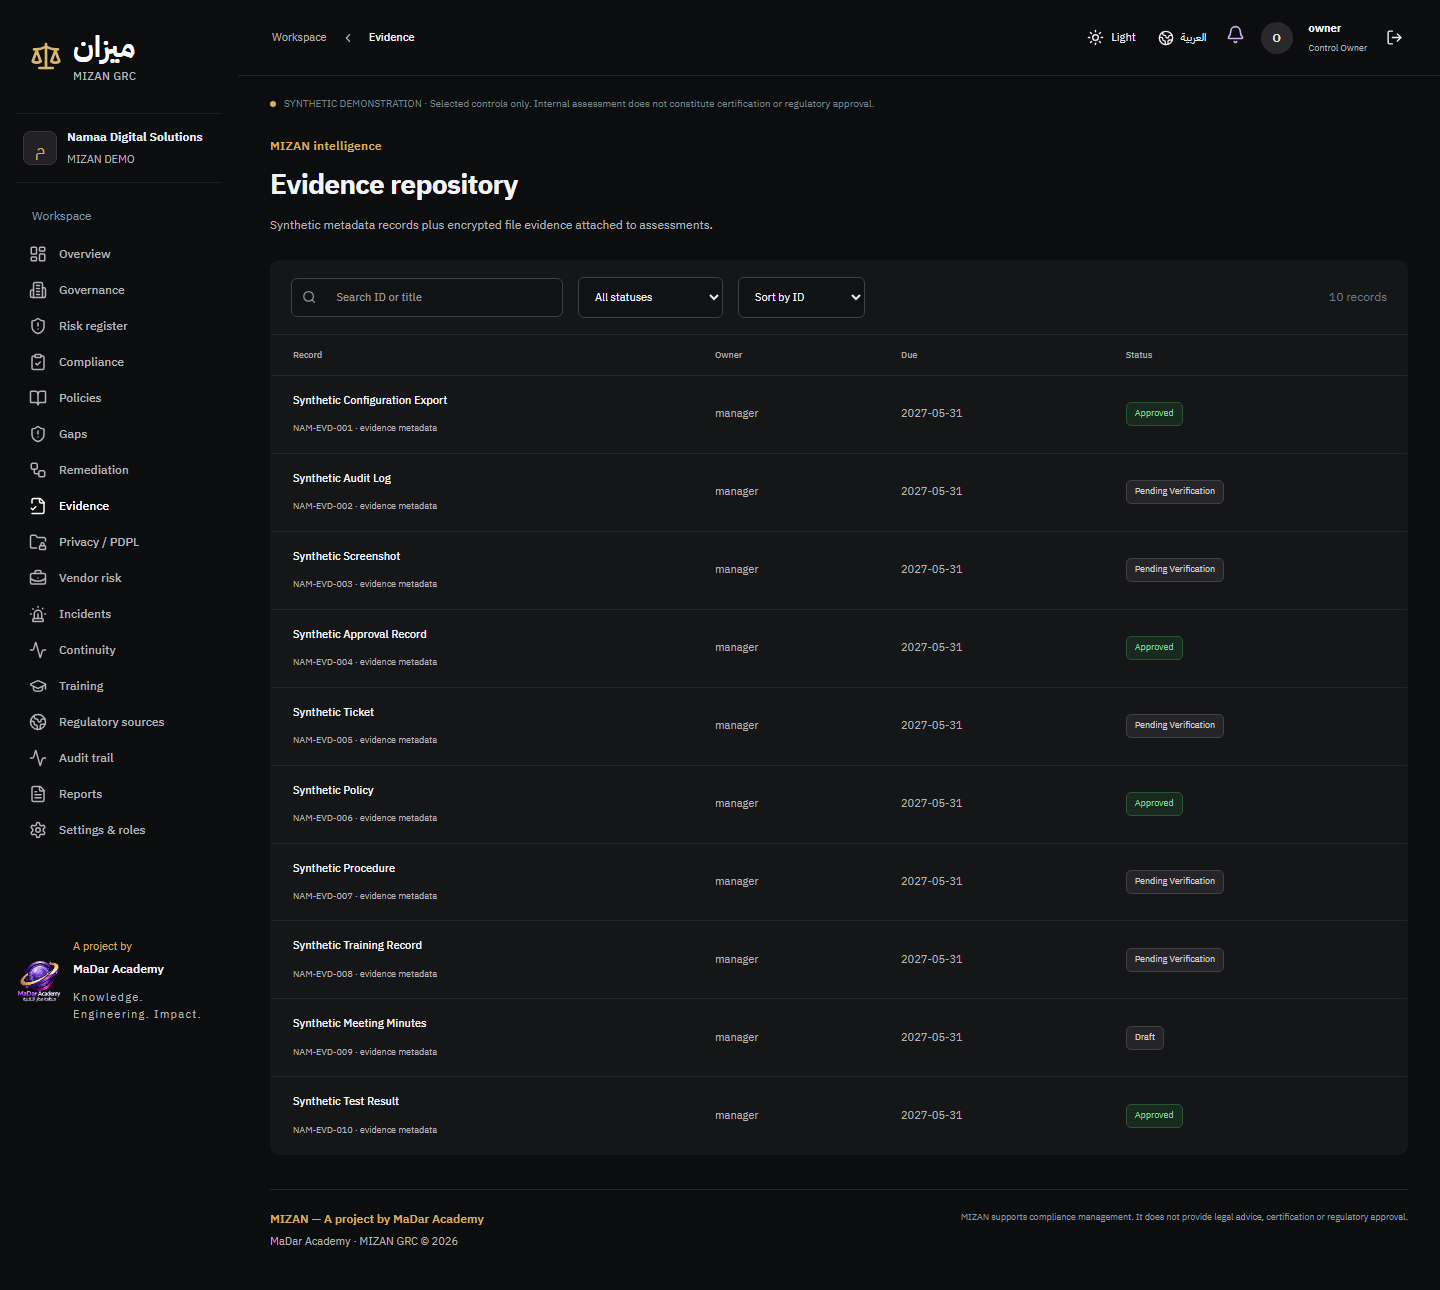 ميزان
MIZAN GRC
م
Namaa Digital Solutions
MIZAN DEMO
Workspace
Overview
Governance
Risk register
Compliance
Policies
Gaps
Remediation
Evidence
Privacy / PDPL
Vendor risk
Incidents
Continuity
Training
Regulatory sources
Audit trail
Reports
Settings & roles
A project by
MaDar Academy
Knowledge.
Engineering. Impact.
MaDar Academy
Workspace
Evidence
Light
العربية
O
owner
Control Owner
SYNTHETIC DEMONSTRATION · Selected controls only. Internal assessment does not constitute certification or regulatory approval.
MIZAN intelligence
Evidence repository
Synthetic metadata records plus encrypted file evidence attached to assessments.
Search ID or title
All statuses
Sort by ID
10 records
Record Owner Due Status
Synthetic Configuration Export
NAM-EVD-001 · evidence metadata
manager 2027-05-31 Approved
Synthetic Audit Log
NAM-EVD-002 · evidence metadata
manager 2027-05-31 Pending Verification
Synthetic Screenshot
NAM-EVD-003 · evidence metadata
manager 2027-05-31 Pending Verification
Synthetic Approval Record
NAM-EVD-004 · evidence metadata
manager 2027-05-31 Approved
Synthetic Ticket
NAM-EVD-005 · evidence metadata
manager 2027-05-31 Pending Verification
Synthetic Policy
NAM-EVD-006 · evidence metadata
manager 2027-05-31 Approved
Synthetic Procedure
NAM-EVD-007 · evidence metadata
manager 2027-05-31 Pending Verification
Synthetic Training Record
NAM-EVD-008 · evidence metadata
manager 2027-05-31 Pending Verification
Synthetic Meeting Minutes
NAM-EVD-009 · evidence metadata
manager 2027-05-31 Draft
Synthetic Test Result
NAM-EVD-010 · evidence metadata
manager 2027-05-31 Approved
MIZAN — A project by MaDar Academy
MaDar Academy · MIZAN GRC © 2026
MIZAN supports compliance management. It does not provide legal advice, certification or regulatory approval.